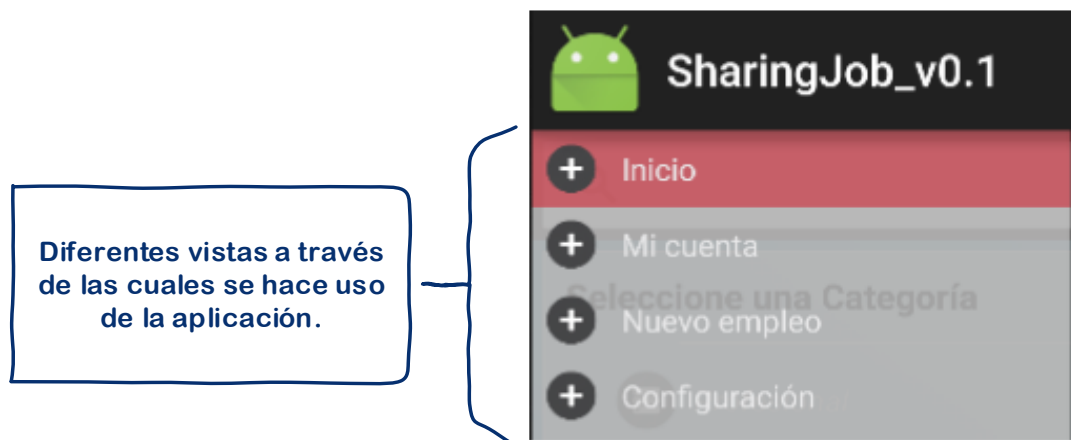 SharingJob_v0.1
Inicio
Mi cuenta
Seleccione una Categoría
Nuevo empleo
Configuración
Diferentes vistas a través
de las cuales se hace uso
de la aplicación.